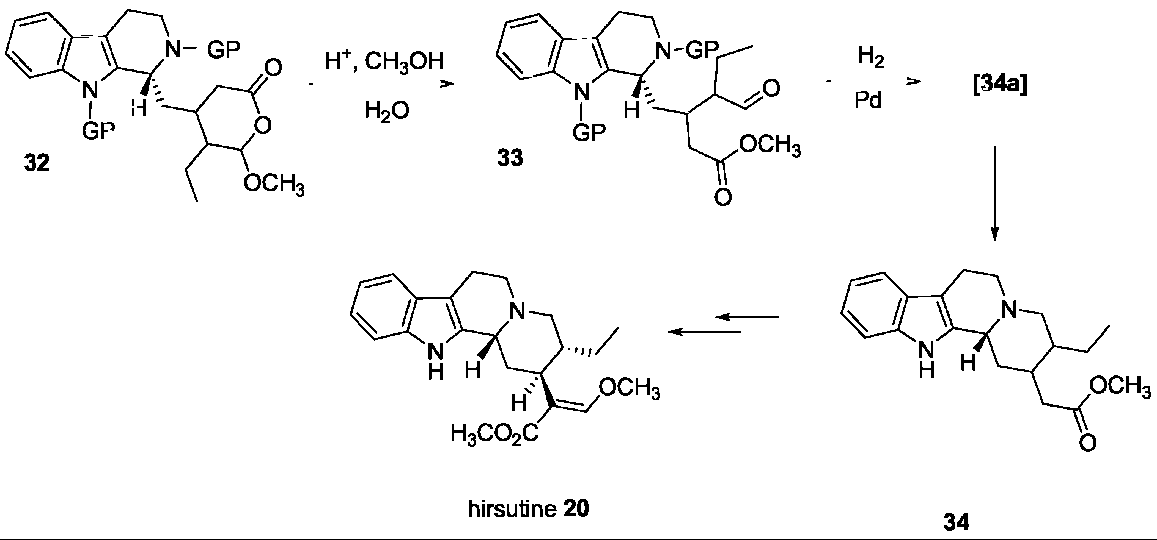 N– GP
H
N
GP
O
O
OCH₃
32
H⁺, CH₃OH
H₂O
N–GP
H
N
GP
O
OCH₃
O
33
H₂
Pd
[34a]
N
N
H
H
H
OCH₃
H₃CO₂C
hirsutine 20
N
N
H
H
OCH₃
O
34